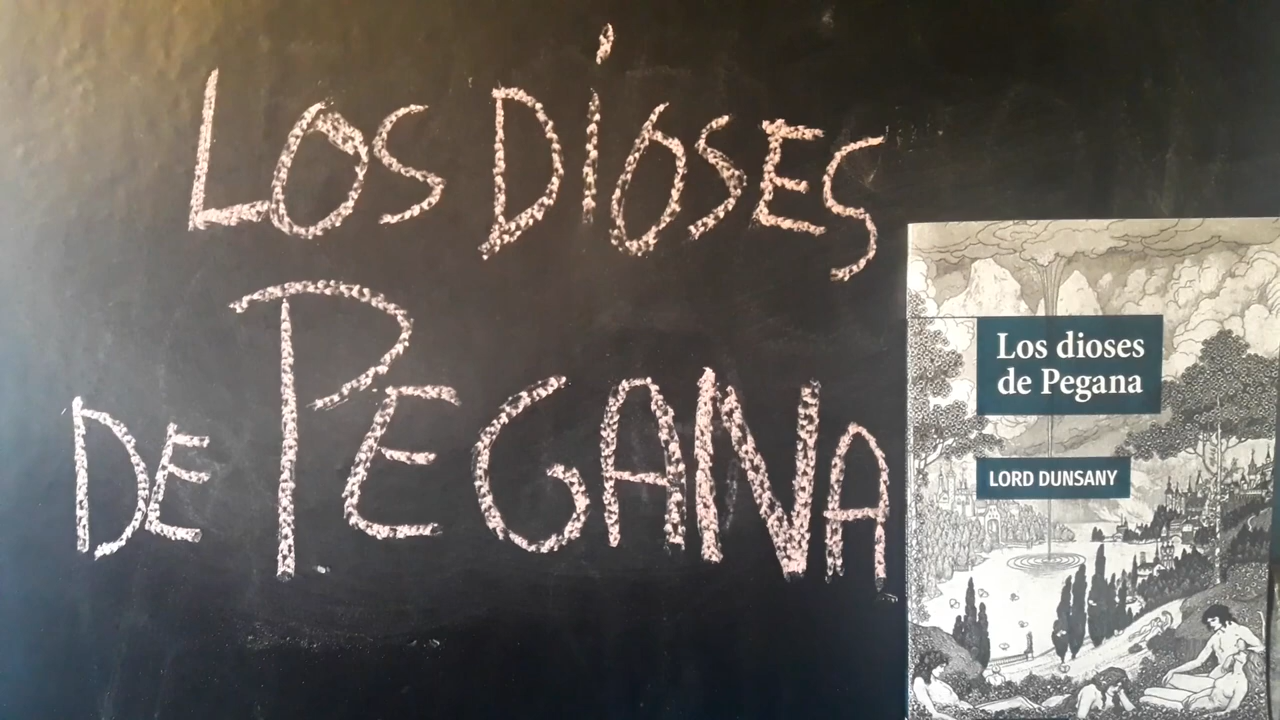 LOS DIOSES
DE PEGANA
Los dioses
de Pegana
LORD DUNSANY